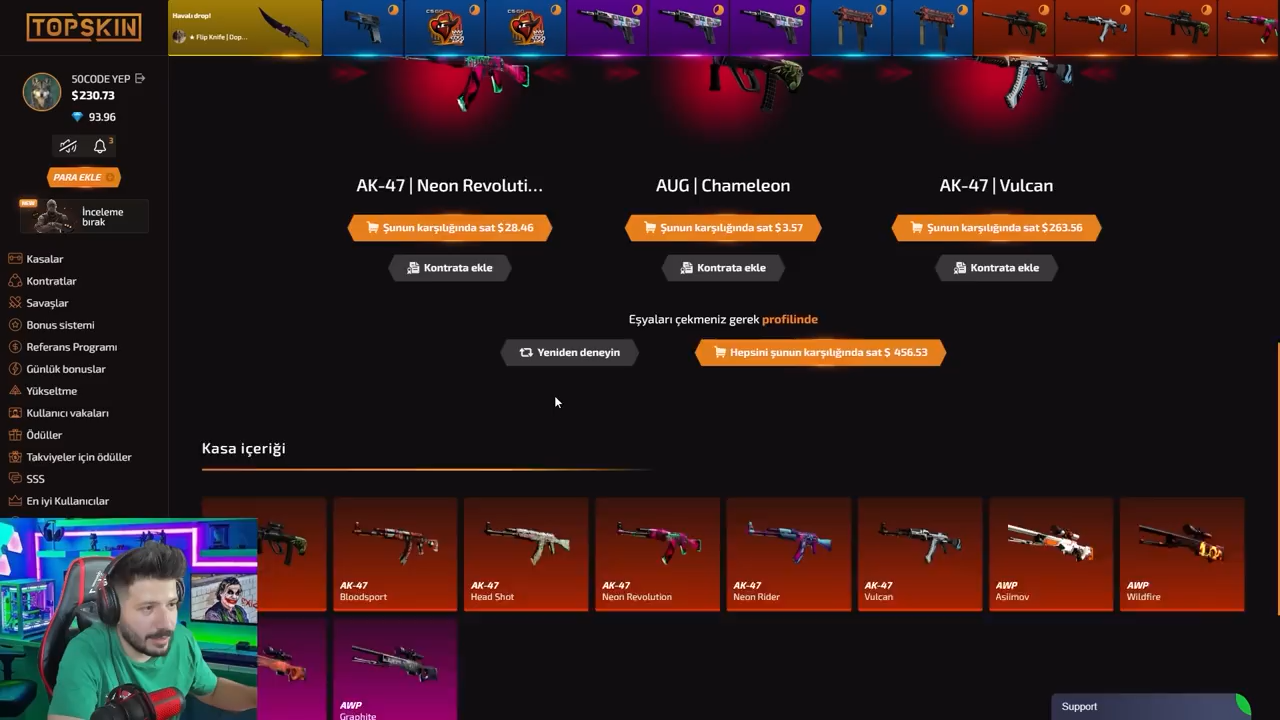 TOPSKIN
Havalı drop!
★ Flip Knife | Dop...
50CODE YEP
$230.73
93.96
3
PARA EKLE
NEW
İnceleme
bırak
Kasalar
Kontratlar
Savaşlar
Bonus sistemi
Referans Programı
Günlük bonuslar
Yükseltme
Kullanıcı vakaları
Ödüller
Takviyeler için ödüller
SSS
En iyi Kullanıcılar
AK-47 | Neon Revoluti...
AUG | Chameleon
AK-47 | Vulcan
Şunun karşılığında sat $28.46
Şunun karşılığında sat $3.57
Şunun karşılığında sat $263.56
Kontrata ekle
Kontrata ekle
Kontrata ekle
Eşyaları çekmeniz gerek profilinde
Yeniden deneyin
Hepsini şunun karşılığında sat $ 456.53
Kasa içeriği
AK-47
Bloodsport
AK-47
Head Shot
AK-47
Neon Revolution
AK-47
Neon Rider
AK-47
Vulcan
AWP
Asiimov
AWP
Wildfire
AWP
Graphite
Support